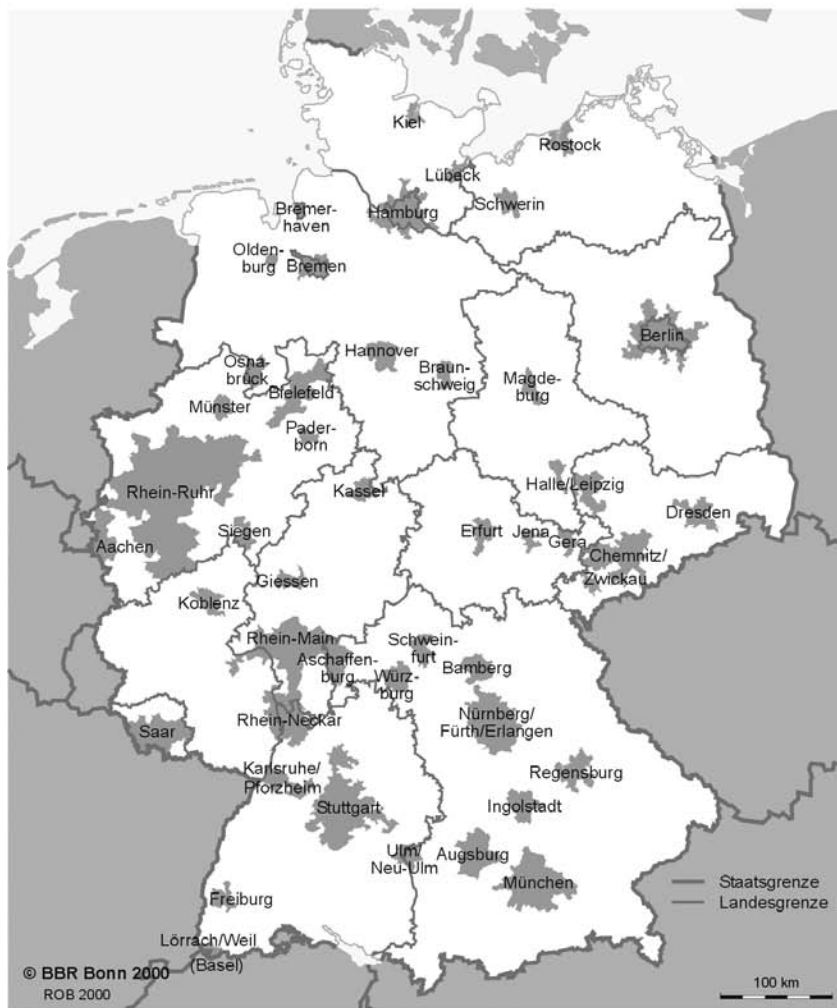 Kiel
Rostock
Lübeck
Schwerin
Hamburg
Bremer-
haven
Olden-
burg
Bremen
Berlin
Hannover
Osna-
brück
Braun-
schweig
Magde-
burg
Bielefeld
Münster
Pader-
born
Rhein-Ruhr
Kassel
Halle/Leipzig
Dresden
Siegen
Erfurt
Jena
Gera
Aachen
Chemnitz/
Zwickau
Giessen
Koblenz
Rhein-Main
Schwein-
furt
Aschaffen-
burg
Würz-
burg
Bamberg
Nürnberg/
Fürth/Erlangen
Rhein-Neckar
Saar
Karlsruhe/
Pforzheim
Regensburg
Stuttgart
Ingolstadt
Ulm/
Neu-Ulm
Augsburg
München
Freiburg
Staatsgrenze
Landesgrenze
Lörrach/Weil
(Basel)
© BBR Bonn 2000
ROB 2000
100 km